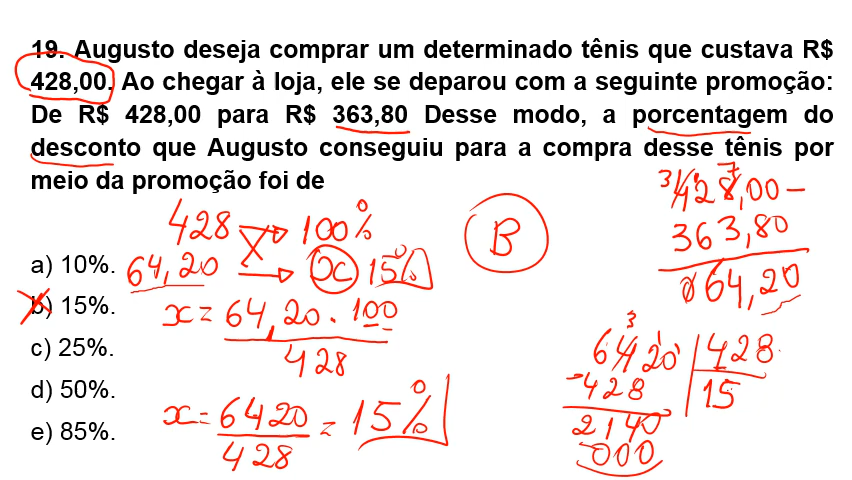 19. Augusto deseja comprar um determinado tênis que custava R$
428,00. Ao chegar à loja, ele se deparou com a seguinte promoção:
De R$ 428,00 para R$ 363,80 Desse modo, a porcentagem do
desconto que Augusto conseguiu para a compra desse tênis por
meio da promoção foi de
428 100%
a) 10%. 64,20 x 15%
b) 15%.
x = 64,20 . 100
428
c) 25%.
d) 50%.
x = 6420 = 15%
428
e) 85%.
B
428,00 -
363,80
064,20
6420 428
-428 15
2140
000